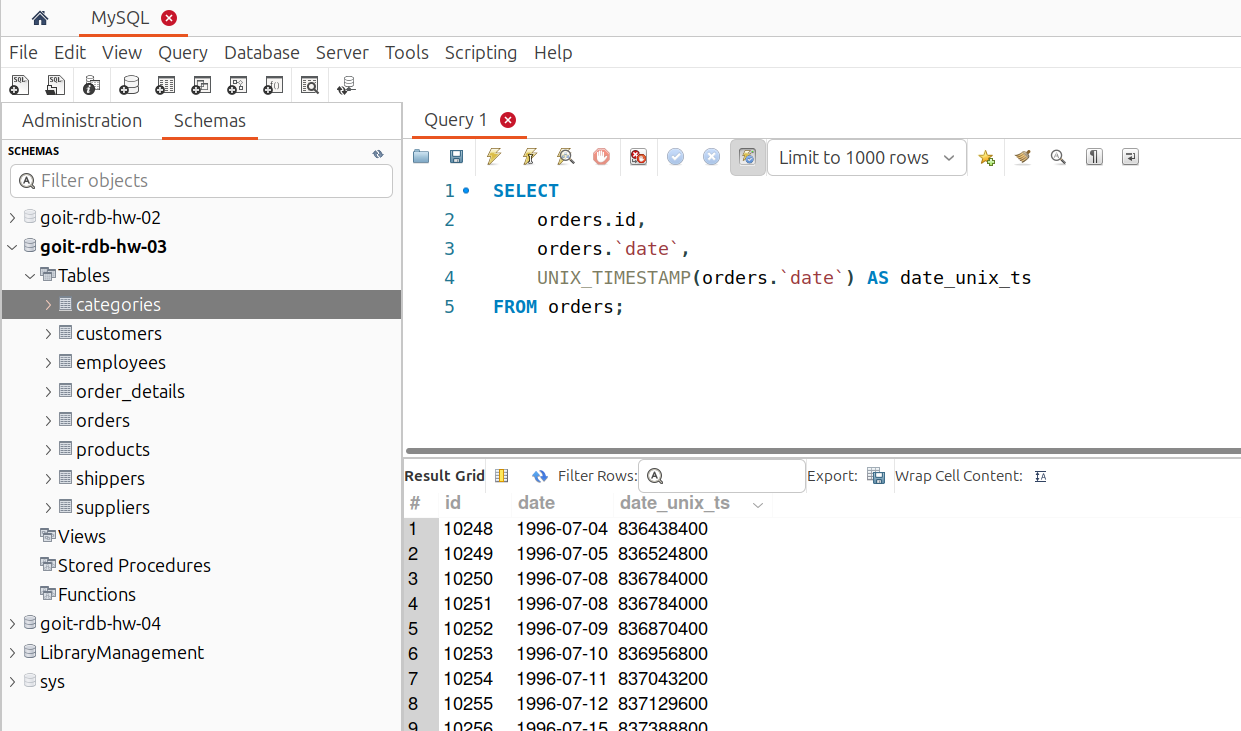 MySQL
File Edit View Query Database Server Tools Scripting Help
Administration Schemas
SCHEMAS
Filter objects
goit-rdb-hw-02
goit-rdb-hw-03
Tables
categories
customers
employees
order_details
orders
products
shippers
suppliers
Views
Stored Procedures
Functions
goit-rdb-hw-04
LibraryManagement
sys
Query 1
Limit to 1000 rows
1 SELECT
2 orders.id,
3 orders.`date`,
4 UNIX_TIMESTAMP(orders.`date`) AS date_unix_ts
5 FROM orders;
Result Grid Filter Rows: Export: Wrap Cell Content:
# id date date_unix_ts
1 10248 1996-07-04 836438400
2 10249 1996-07-05 836524800
3 10250 1996-07-08 836784000
4 10251 1996-07-08 836784000
5 10252 1996-07-09 836870400
6 10253 1996-07-10 836956800
7 10254 1996-07-11 837043200
8 10255 1996-07-12 837129600
9 10256 1996-07-15 837388800